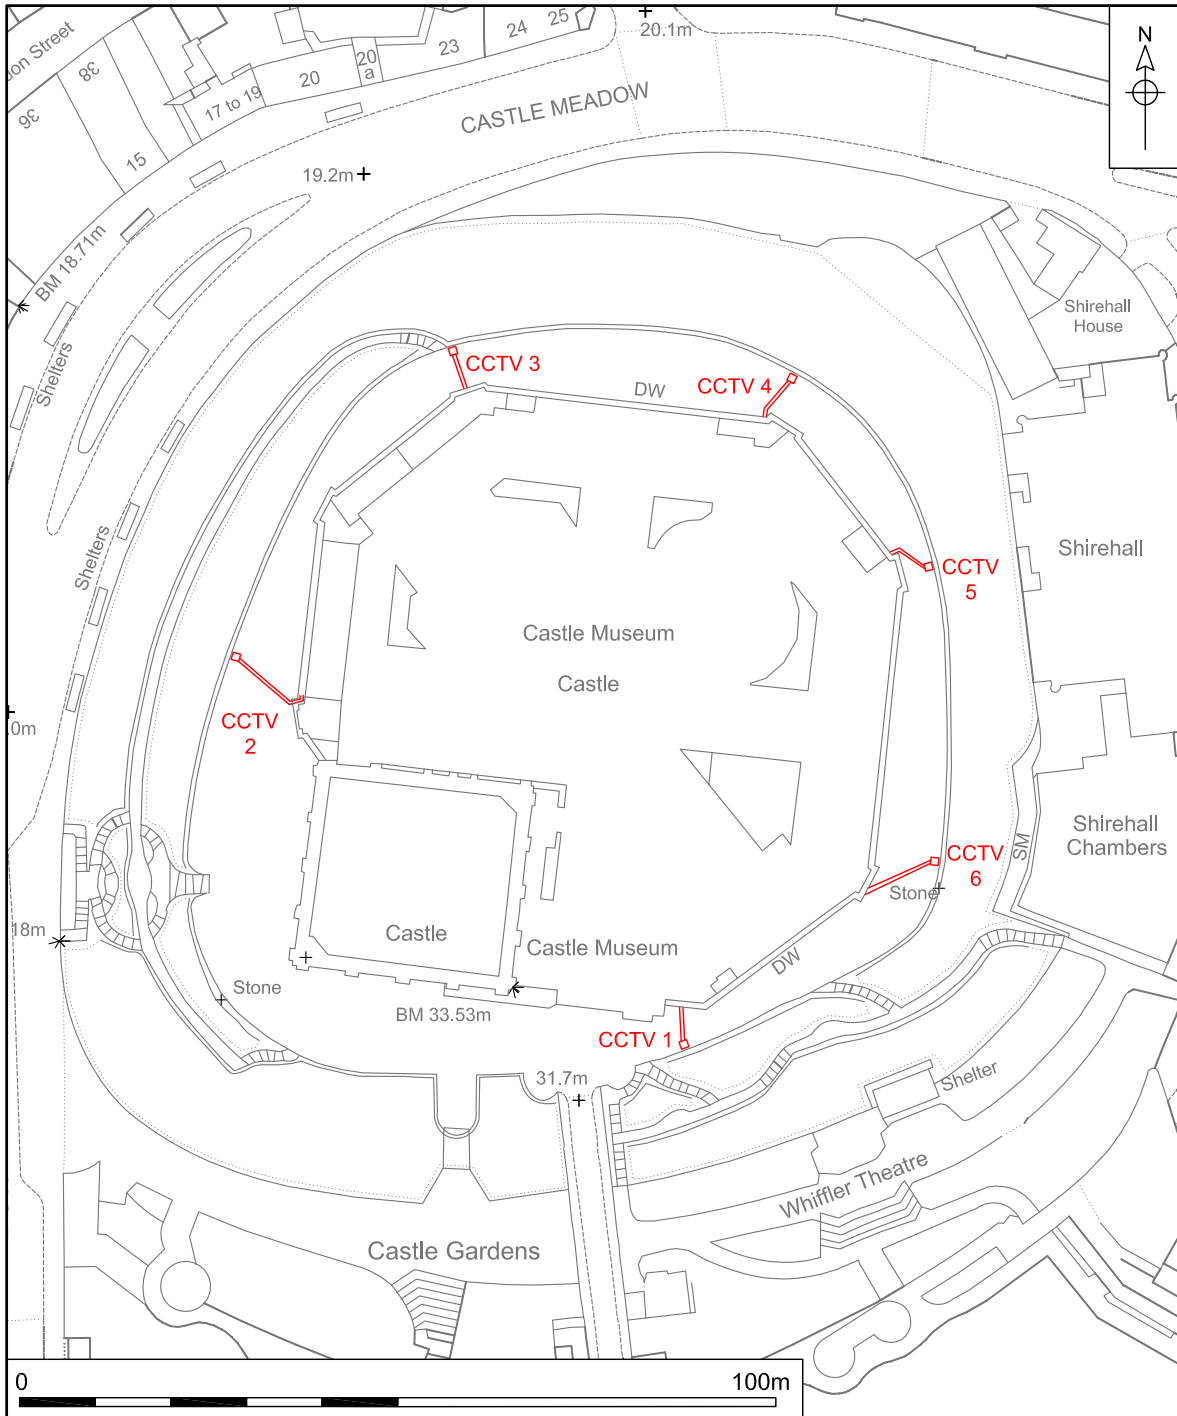 25
24
20.1m
23
20
a
20
17 to 19
38
36
15
N
CASTLE MEADOW
19.2m
BM 18.71m
Shelters
Shirehall
House
CCTV 3
CCTV 4
DW
Shelters
Shirehall
CCTV
5
Castle Museum
Castle
CCTV
2
.0m
Shirehall
Chambers
SM
CCTV
6
Stone
Castle
18m
Castle Museum
DW
Stone
BM 33.53m
CCTV 1
31.7m
Shelter
Whiffler Theatre
Castle Gardens
0
100m